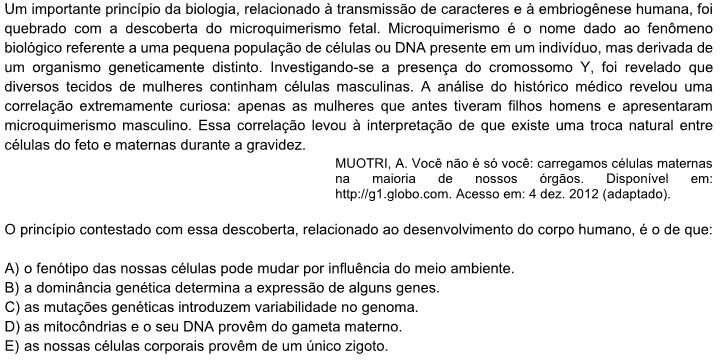 Um importante princípio da biologia, relacionado à transmissão de caracteres e à embriogênese humana, foi
quebrado com a descoberta do microquimerismo fetal. Microquimerismo é o nome dado ao fenômeno
biológico referente a uma pequena população de células ou DNA presente em um indivíduo, mas derivada de
um organismo geneticamente distinto. Investigando-se a presença do cromossomo Y, foi revelado que
diversos tecidos de mulheres continham células masculinas. A análise do histórico médico revelou uma
correlação extremamente curiosa: apenas as mulheres que antes tiveram filhos homens e apresentaram
microquimerismo masculino. Essa correlação levou à interpretação de que existe uma troca natural entre
células do feto e maternas durante a gravidez.
MUOTRI, A. Você não é só você: carregamos células maternas
na maioria de nossos órgãos. Disponível em:
http://g1.globo.com. Acesso em: 4 dez. 2012 (adaptado).
O princípio contestado com essa descoberta, relacionado ao desenvolvimento do corpo humano, é o de que:
A) o fenótipo das nossas células pode mudar por influência do meio ambiente.
B) a dominância genética determina a expressão de alguns genes.
C) as mutações genéticas introduzem variabilidade no genoma.
D) as mitocôndrias e o seu DNA provêm do gameta materno.
E) as nossas células corporais provêm de um único zigoto.